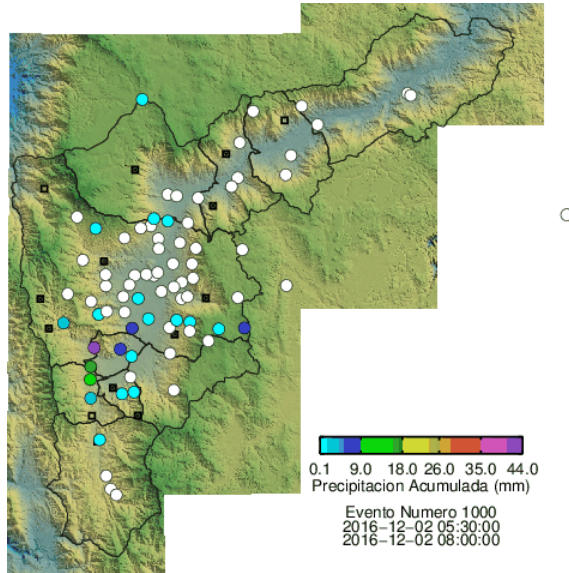 0.1 9.0 18.0 26.0 35.0 44.0
Precipitacion Acumulada (mm)
Evento Numero 1000
2016-12-02 05:30:00
2016-12-02 08:00:00